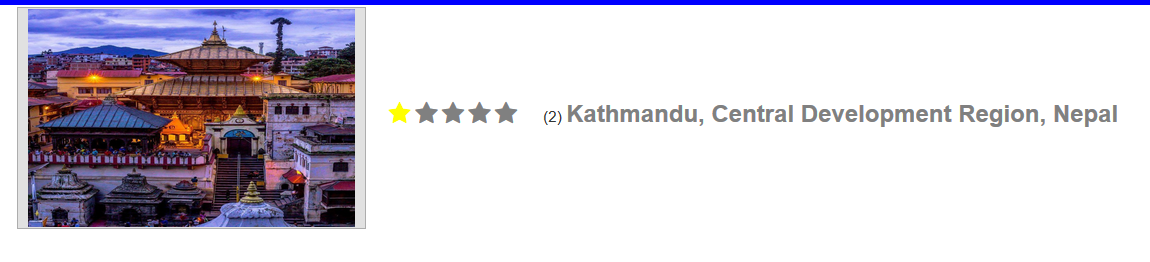 (2) Kathmandu, Central Development Region, Nepal